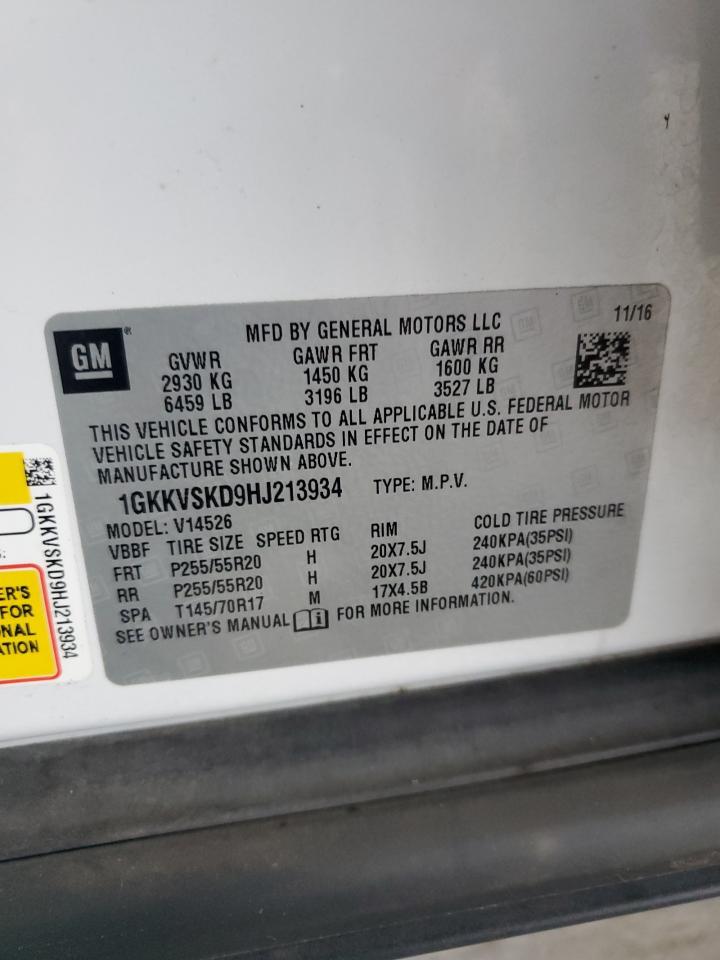 GM
MFD BY GENERAL MOTORS LLC 11/16
GVWR GAWR FRT GAWR RR
2930 KG 1450 KG 1600 KG
6459 LB 3196 LB 3527 LB
THIS VEHICLE CONFORMS TO ALL APPLICABLE U.S. FEDERAL MOTOR
VEHICLE SAFETY STANDARDS IN EFFECT ON THE DATE OF
MANUFACTURE SHOWN ABOVE.
1GKKVSKD9HJ213934 TYPE: M.P.V.
MODEL: V14526
VBBF TIRE SIZE SPEED RTG RIM COLD TIRE PRESSURE
FRT P255/55R20 H 20X7.5J 240KPA(35PSI)
RR P255/55R20 H 20X7.5J 240KPA(35PSI)
SPA T145/70R17 M 17X4.5B 420KPA(60PSI)
SEE OWNER'S MANUAL FOR MORE INFORMATION.
1GKKVSKD9HJ213934
ER'S
FOR
NAL
ATION